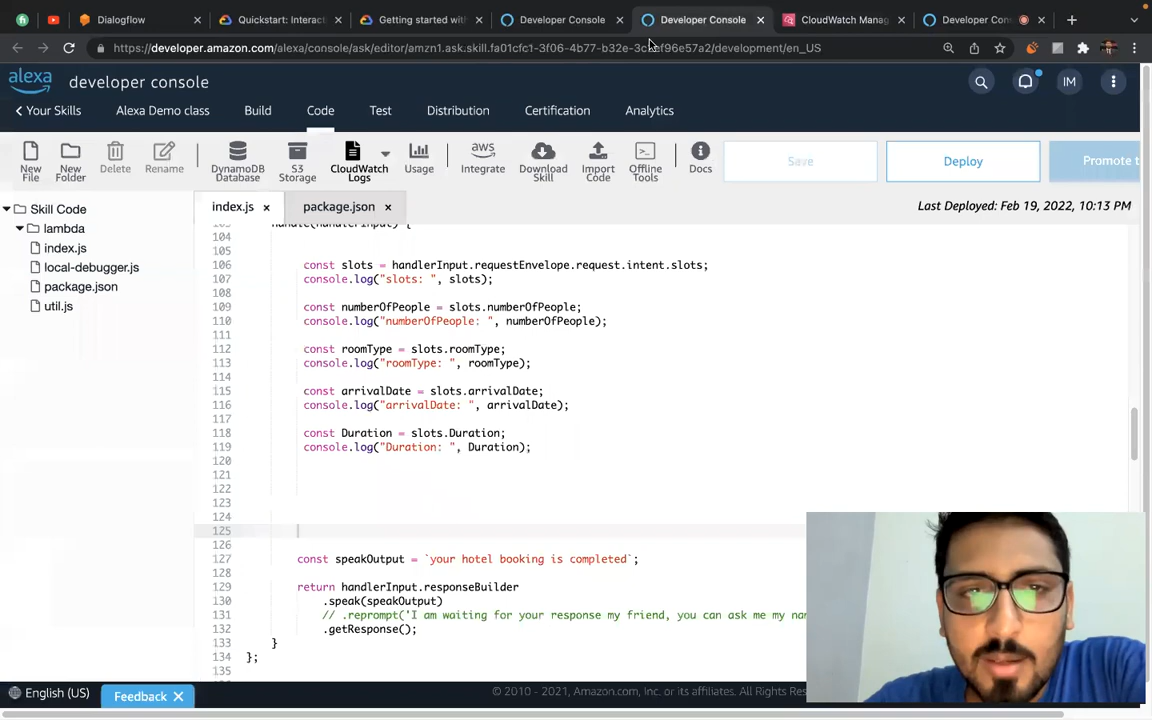 Dialogflow
Quickstart: Interac
Getting started with
Developer Console
Developer Console
CloudWatch Mana
Developer Con
https://developer.amazon.com/alexa/console/ask/editor/amzn1.ask.skill.fa01cfc1-3f06-4b77-b32e-3c
ef96e57a2/development/en_US
alexa developer console
IM
Your Skills
Alexa Demo class
Build
Code
Test
Distribution
Certification
Analytics
New File
New Folder
Delete
Rename
DynamoDB Database
S3 Storage
CloudWatch Logs
Usage
aws
Integrate
Download Skill
Import Code
Offline Tools
Docs
Save
Deploy
Promote t
Skill Code
lambda
index.js
local-debugger.js
package.json
util.js
index.js
package.json
Last Deployed: Feb 19, 2022, 10:13 PM
103 handle(handlerInput) {
104
105
106 const slots = handlerInput.requestEnvelope.request.intent.slots;
107 console.log("slots: ", slots);
108
109 const numberOfPeople = slots.numberOfPeople;
110 console.log("numberOfPeople: ", numberOfPeople);
111
112 const roomType = slots.roomType;
113 console.log("roomType: ", roomType);
114
115 const arrivalDate = slots.arrivalDate;
116 console.log("arrivalDate: ", arrivalDate);
117
118 const Duration = slots.Duration;
119 console.log("Duration: ", Duration);
120
121
122
123
124
125
126
127 const speakOutput = `your hotel booking is completed`;
128
129 return handlerInput.responseBuilder
130 .speak(speakOutput)
131 // .reprompt('I am waiting for your response my friend, you can ask me my na
132 .getResponse();
133 }
134 };
135
English (US)
Feedback
© 2010 - 2021, Amazon.com, Inc. or its affiliates. All Rights Rese